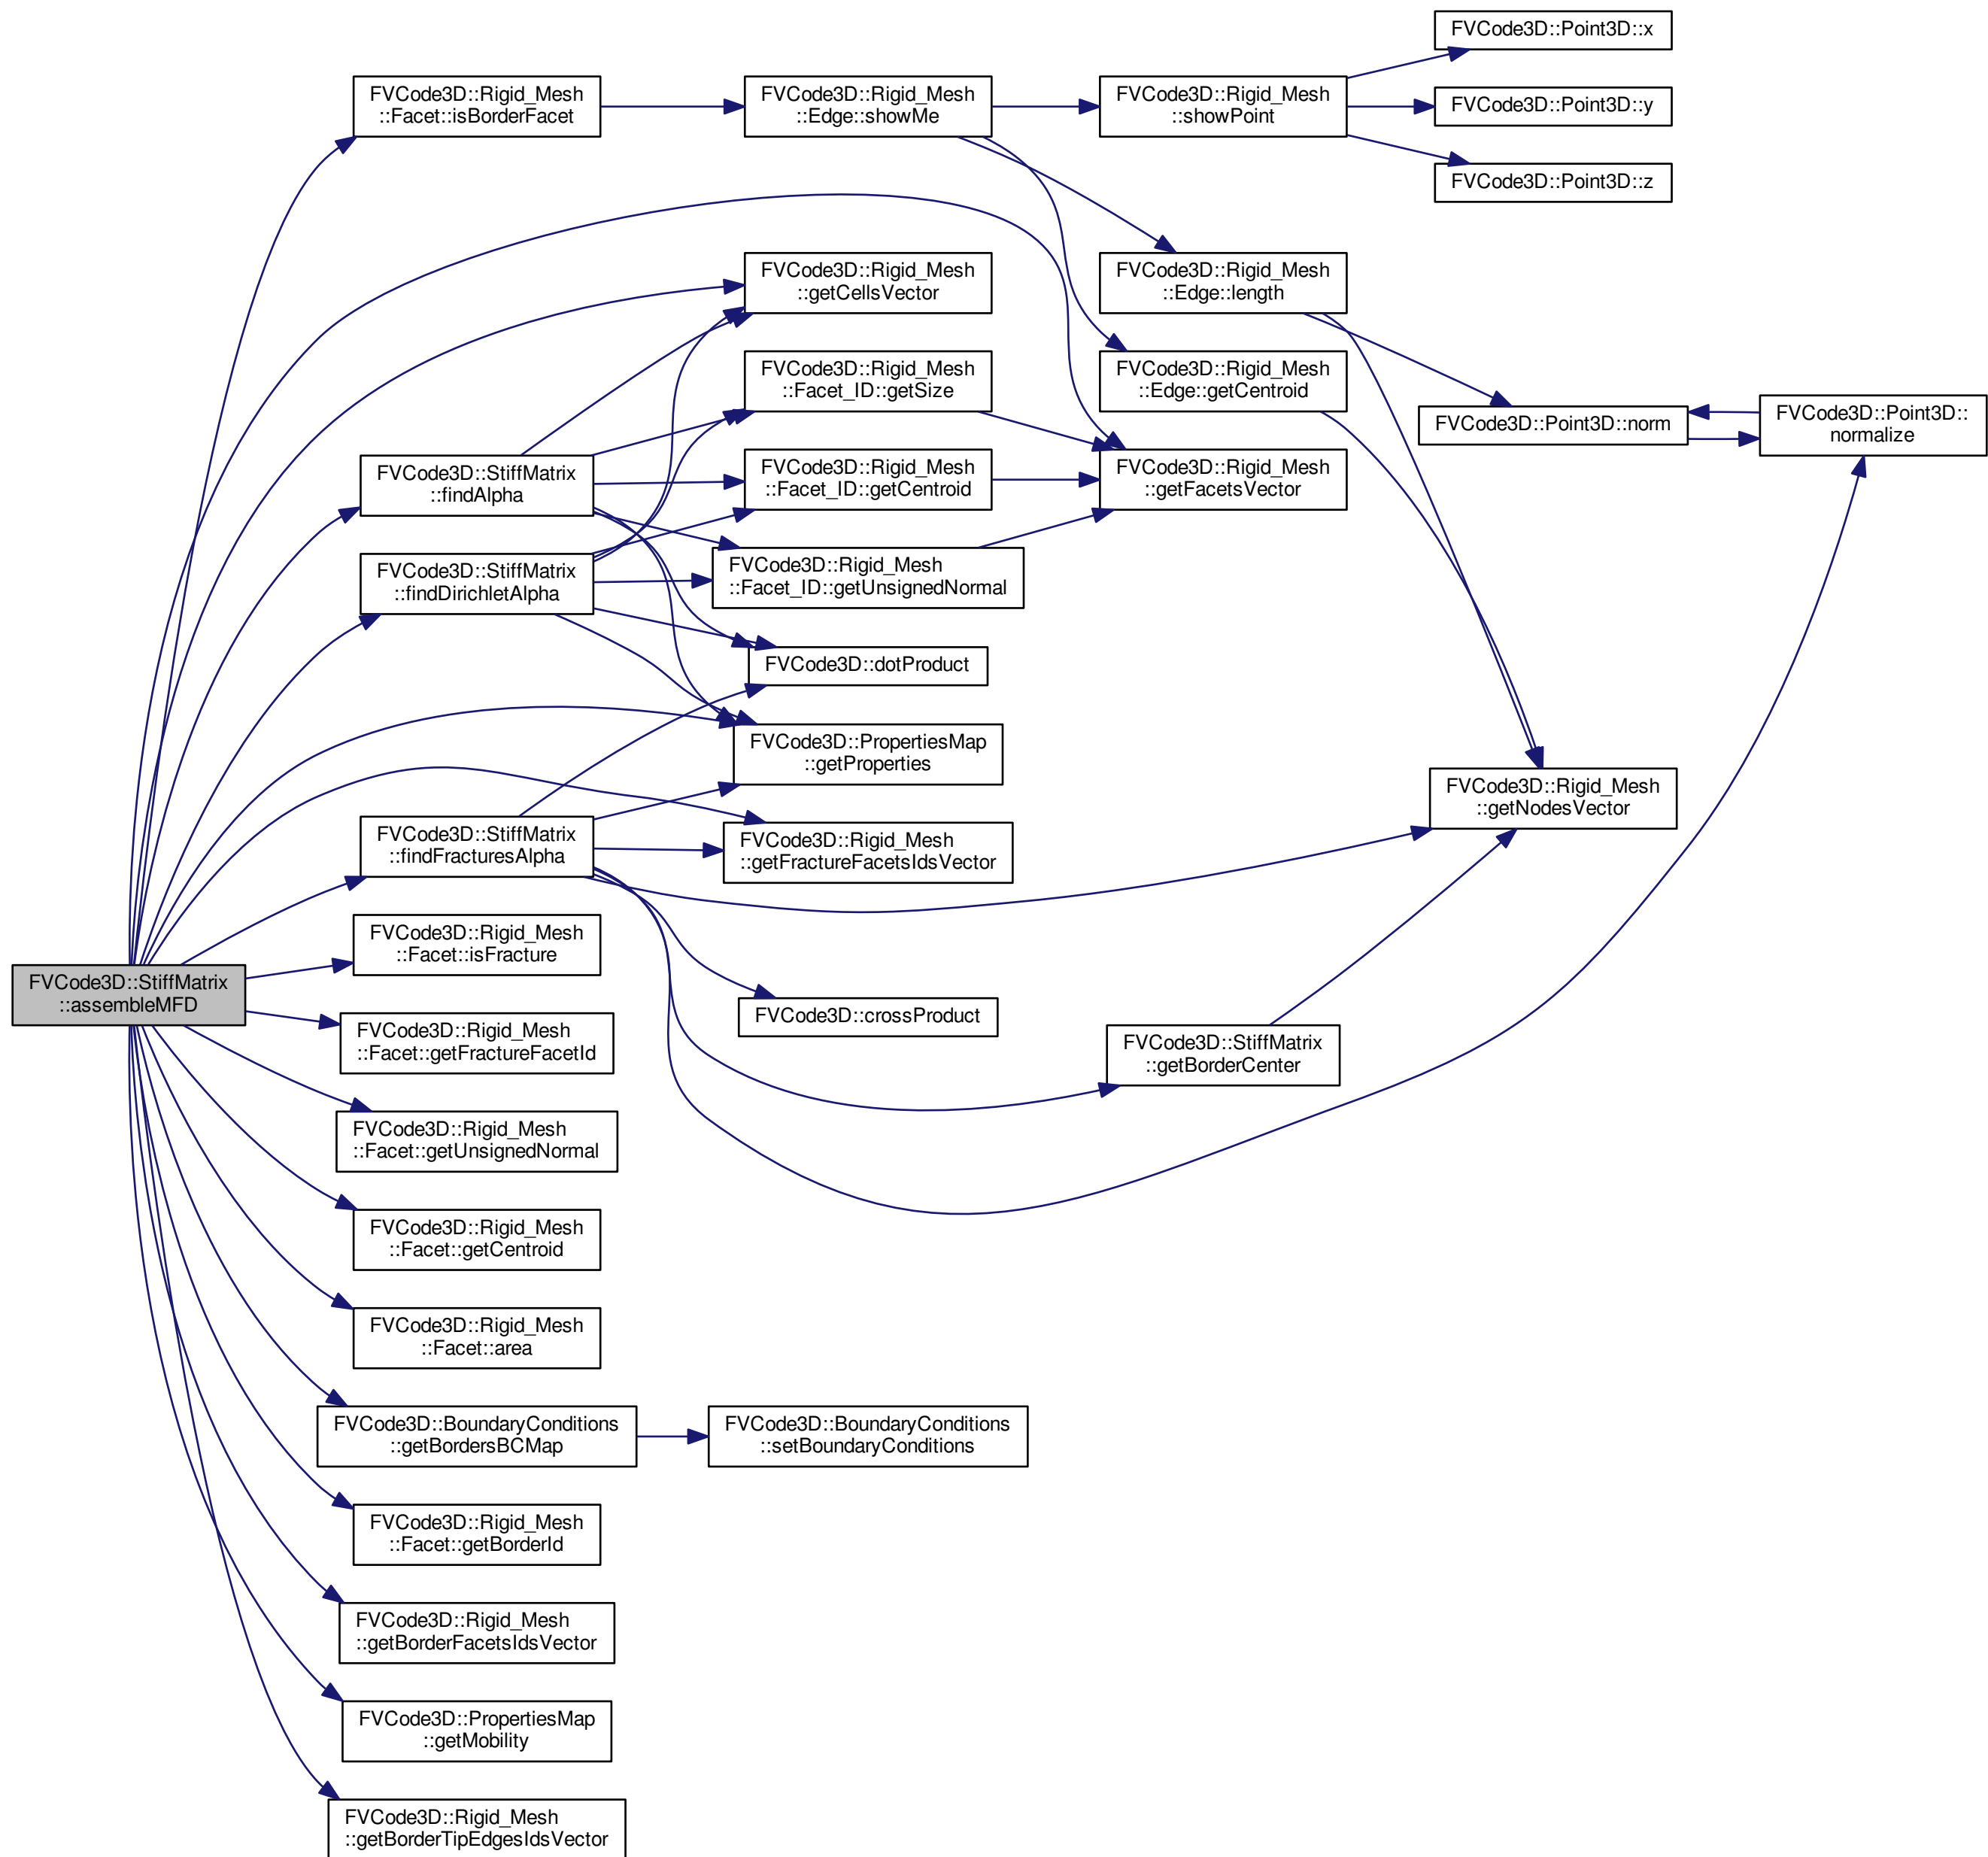 FVCode3D::Point3D::x
FVCode3D::Rigid_Mesh
::Facet::isBorderFacet
FVCode3D::Rigid_Mesh
::Edge::showMe
FVCode3D::Rigid_Mesh
::showPoint
FVCode3D::Point3D::y
FVCode3D::Point3D::z
FVCode3D::Rigid_Mesh
::getCellsVector
FVCode3D::Rigid_Mesh
::Edge::length
FVCode3D::Rigid_Mesh
::Facet_ID::getSize
FVCode3D::Rigid_Mesh
::Edge::getCentroid
FVCode3D::Point3D::norm
FVCode3D::Point3D::
normalize
FVCode3D::StiffMatrix
::findAlpha
FVCode3D::Rigid_Mesh
::Facet_ID::getCentroid
FVCode3D::Rigid_Mesh
::getFacetsVector
FVCode3D::StiffMatrix
::findDirichletAlpha
FVCode3D::Rigid_Mesh
::Facet_ID::getUnsignedNormal
FVCode3D::dotProduct
FVCode3D::PropertiesMap
::getProperties
FVCode3D::Rigid_Mesh
::getNodesVector
FVCode3D::StiffMatrix
::findFracturesAlpha
FVCode3D::Rigid_Mesh
::getFractureFacetsIdsVector
FVCode3D::Rigid_Mesh
::Facet::isFracture
FVCode3D::StiffMatrix
::assembleMFD
FVCode3D::crossProduct
FVCode3D::Rigid_Mesh
::Facet::getFractureFacetId
FVCode3D::StiffMatrix
::getBorderCenter
FVCode3D::Rigid_Mesh
::Facet::getUnsignedNormal
FVCode3D::Rigid_Mesh
::Facet::getCentroid
FVCode3D::Rigid_Mesh
::Facet::area
FVCode3D::BoundaryConditions
::getBordersBCMap
FVCode3D::BoundaryConditions
::setBoundaryConditions
FVCode3D::Rigid_Mesh
::Facet::getBorderId
FVCode3D::Rigid_Mesh
::getBorderFacetsIdsVector
FVCode3D::PropertiesMap
::getMobility
FVCode3D::Rigid_Mesh
::getBorderTipEdgesIdsVector